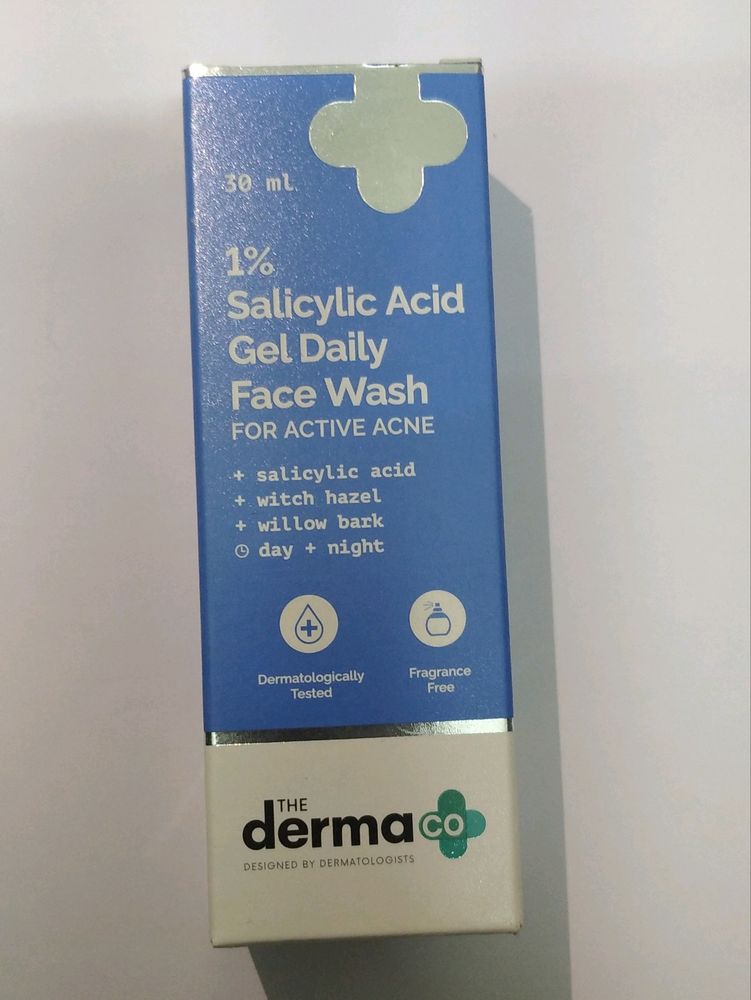 30 ml
1%
Salicylic Acid
Gel Daily
Face Wash
FOR ACTIVE ACNE
+ salicylic acid
+ witch hazel
+ willow bark
day + night
Dermatologically
Tested
Fragrance
Free
THE
derma co
DESIGNED BY DERMATOLOGISTS